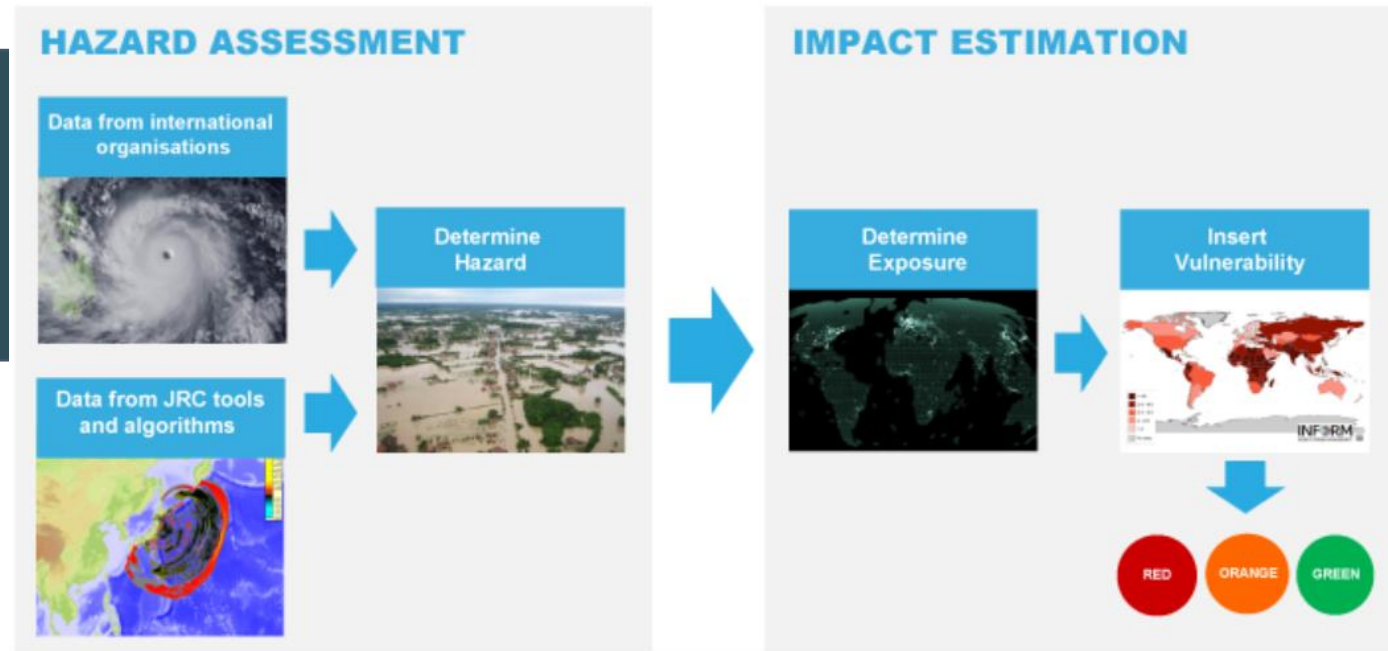 HAZARD ASSESSMENT
Data from international
organisations
Data from JRC tools
and algorithms
Determine
Hazard
IMPACT ESTIMATION
Determine
Exposure
Insert
Vulnerability
INFORM
RED
ORANGE
GREEN